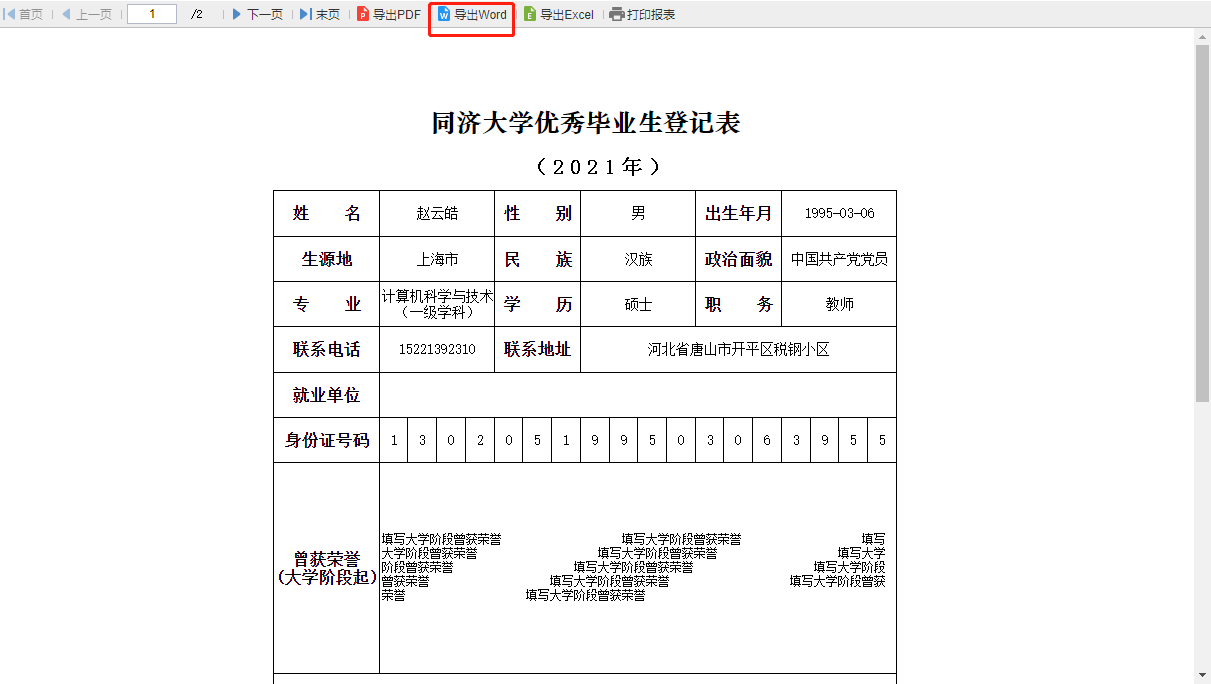 首页 上一页 1 /2 下一页 末页 导出PDF 导出Word 导出Excel 打印报表
同济大学优秀毕业生登记表
（2021年）
姓 名 赵云皓 性 别 男 出生年月 1995-03-06
生源地 上海市 民 族 汉族 政治面貌 中国共产党党员
专 业 计算机科学与技术（一级学科） 学 历 硕士 职 务 教师
联系电话 15221392310 联系地址 河北省唐山市开平区税钢小区
就业单位
身份证号码 1 3 0 2 0 5 1 9 9 5 0 3 0 6 3 9 5 5
曾获荣誉
(大学阶段起)
填写大学阶段曾获荣誉 填写大学阶段曾获荣誉 填写
大学阶段曾获荣誉 填写大学阶段曾获荣誉 填写大学
阶段曾获荣誉 填写大学阶段曾获荣誉 填写大学阶段
曾获荣誉 填写大学阶段曾获荣誉 填写大学阶段曾获
荣誉 填写大学阶段曾获荣誉